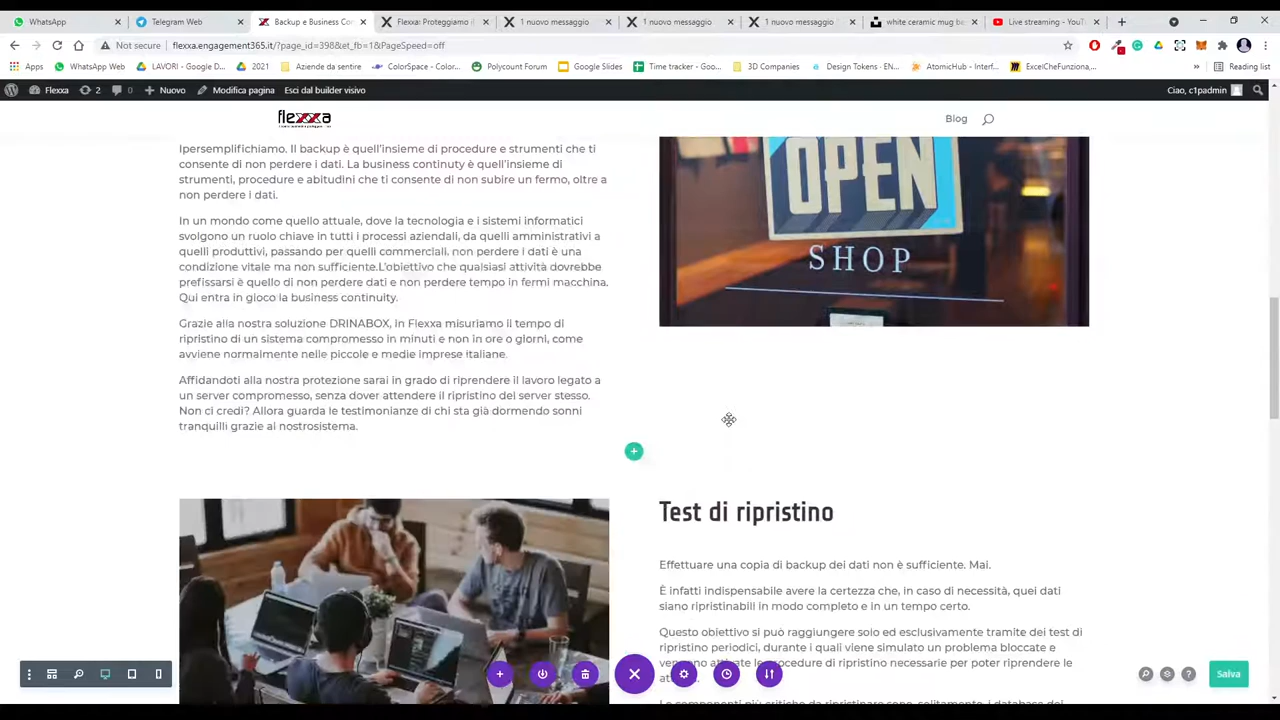 WhatsApp
Telegram Web
Backup e Business Con
Flexxa: Proteggiamo i
1 nuovo messaggio
1 nuovo messaggio
1 nuovo messaggio
white ceramic mug be
Live streaming - YouT
Not secure
flexxa.engagement365.it/?page_id=398&et_fb=1&PageSpeed=off
Apps
WhatsApp Web
LAVORI - Google D...
2021
Aziende da sentire
ColorSpace - Color...
Polycount Forum
Google Slides
Time tracker - Goo...
3D Companies
Design Tokens - EN...
AtomicHub - Interf...
ExcelCheFunziona,...
Reading list
Flexxa
2
0
Nuovo
Modifica pagina
Esci dal builder visivo
Ciao, c1padmin
flexxa
Blog
Ipersemplifichiamo. Il backup è quell'insieme di procedure e strumenti che ti
consente di non perdere i dati. La business continuty è quell'insieme di
strumenti, procedure e abitudini che ti consente di non subire un fermo, oltre a
non perdere i dati.
In un mondo come quello attuale, dove la tecnologia e i sistemi informatici
svolgono un ruolo chiave in tutti i processi aziendali, da quelli amministrativi a
quelli produttivi, passando per quelli commerciali, non perdere i dati è una
condizione vitale ma non sufficiente.L'obiettivo che qualsiasi attività dovrebbe
prefissarsi è quello di non perdere dati e non perdere tempo in fermi macchina.
Qui entra in gioco la business continuity.
Grazie alla nostra soluzione DRINABOX, in Flexxa misuriamo il tempo di
ripristino di un sistema compromesso in minuti e non in ore o giorni, come
avviene normalmente nelle piccole e medie imprese italiane.
Affidandoti alla nostra protezione sarai in grado di riprendere il lavoro legato a
un server compromesso, senza dover attendere il ripristino del server stesso.
Non ci credi? Allora guarda le testimonianze di chi sta già dormendo sonni
tranquilli grazie al nostrosistema.
OPEN
SHOP
Test di ripristino
Effettuare una copia di backup dei dati non è sufficiente. Mai.
È infatti indispensabile avere la certezza che, in caso di necessità, quei dati
siano ripristinabili in modo completo e in un tempo certo.
Questo obiettivo si può raggiungere solo ed esclusivamente tramite dei test di
ripristino periodici, durante i quali viene simulato un problema bloccate e
procedure di ripristino necessarie per poter riprendere le
Le componenti più critiche da ripristinare sono, solitamente, i database dei
Salva